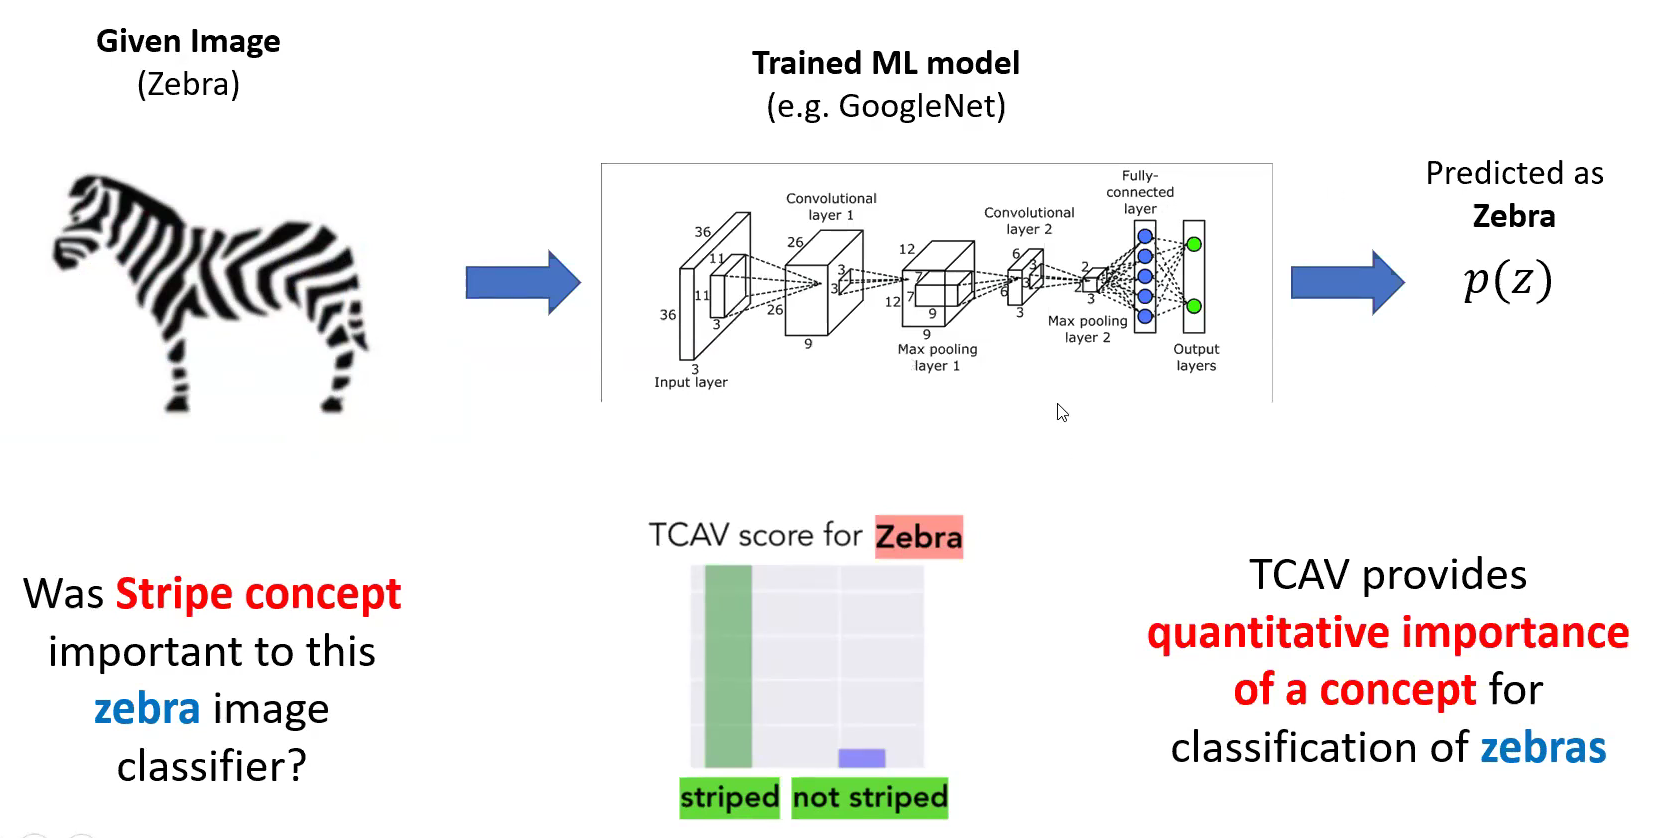 Given Image
(Zebra)
Trained ML model
(e.g. GoogleNet)
Predicted as
Zebra
p(z)
Convolutional
layer 1
Convolutional
layer 2
Fully-
connected
layer
36
11
11
3
36
3
Input layer
26
26
3
3
9
12
12
7
7
9
9
Max pooling
layer 1
6
6
3
3
3
2
2
3
Max pooling
layer 2
Output
layers
Was Stripe concept
important to this
zebra image
classifier?
TCAV score for Zebra
striped
not striped
TCAV provides
quantitative importance
of a concept for
classification of zebras